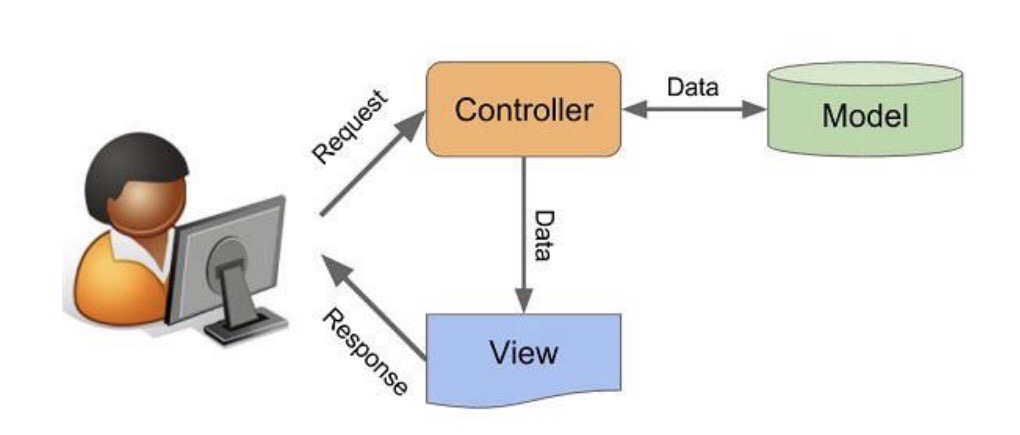 Request
Controller
Data
Model
Data
View
Response